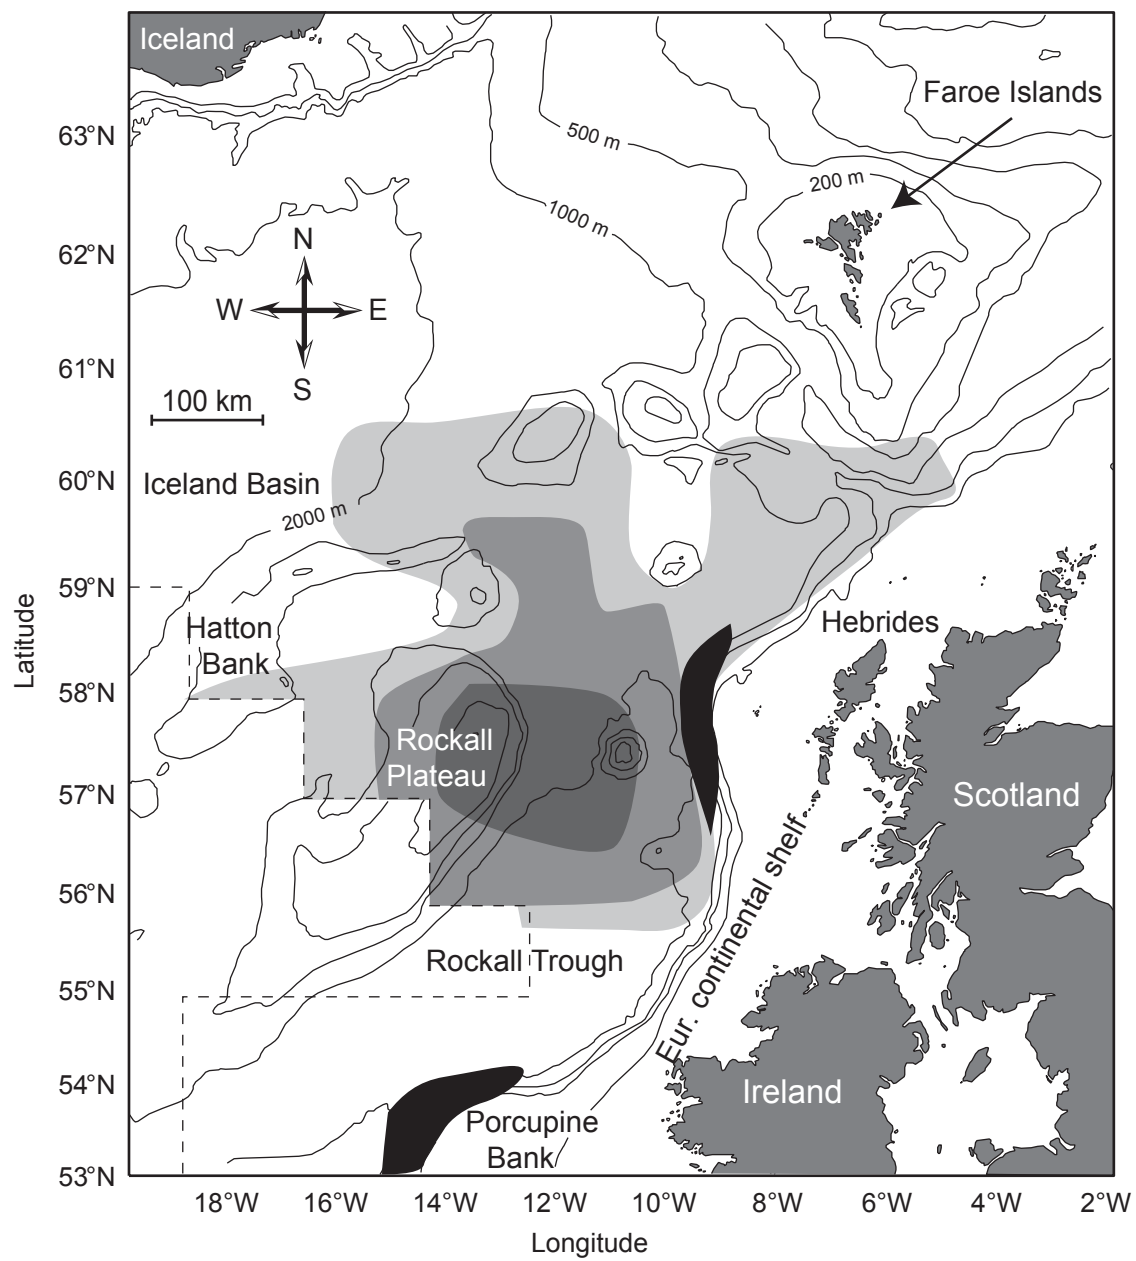 Iceland
Faroe Islands
63°N
500 m
200 m
1000 m
62°N
N
W
E
S
61°N
100 km
60°N
Iceland Basin
2000 m
59°N
Latitude
Hatton
Bank
Hebrides
58°N
Rockall
Plateau
57°N
Scotland
Eur. continental shelf
56°N
Rockall Trough
55°N
54°N
Ireland
Porcupine
Bank
53°N
18°W 16°W 14°W 12°W 10°W 8°W 6°W 4°W 2°W
Longitude